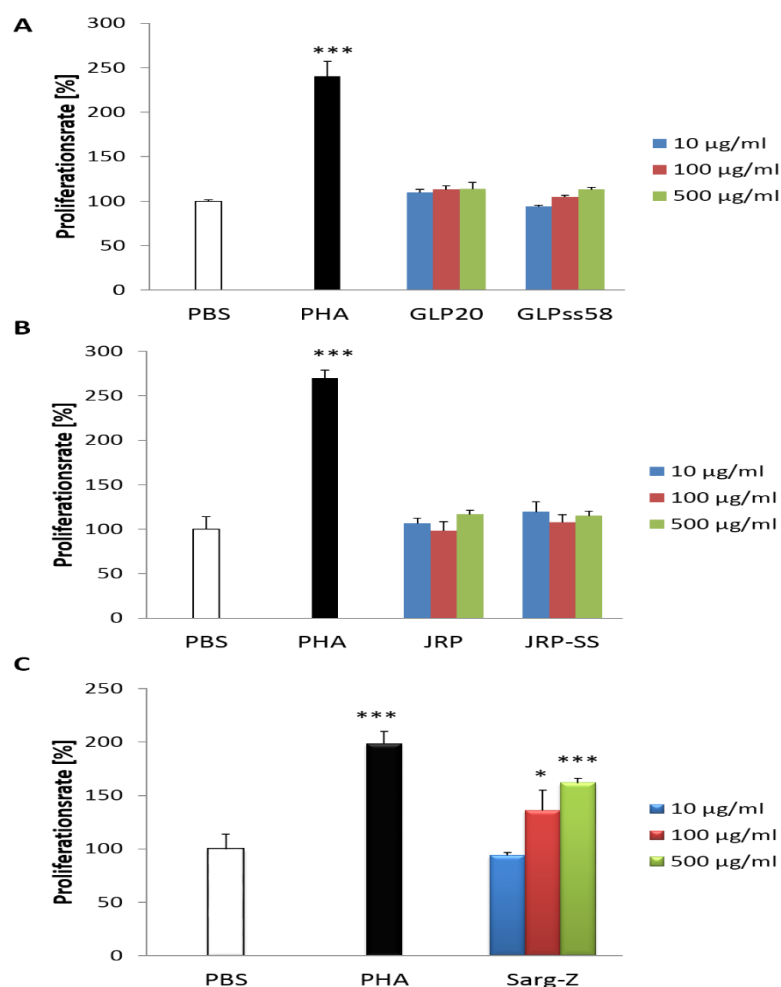 A
Proliferationsrate [%]
300
250
200
150
100
50
0
***
PBS
PHA
GLP20
GLPss58
10 µg/ml
100 µg/ml
500 µg/ml
B
Proliferationsrate [%]
300
250
200
150
100
50
0
***
PBS
PHA
JRP
JRP-SS
10 µg/ml
100 µg/ml
500 µg/ml
C
Proliferationsrate [%]
250
200
150
100
50
0
***
*
***
PBS
PHA
Sarg-Z
10 µg/ml
100 µg/ml
500 µg/ml